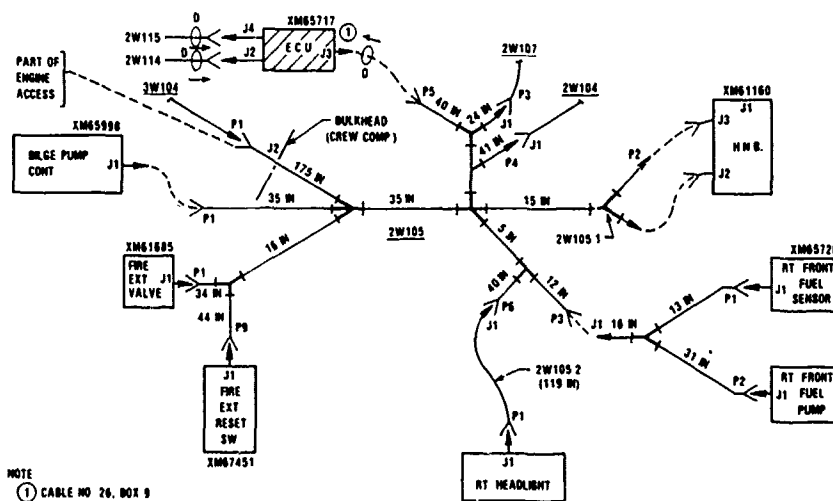 D
XM65717
2W115
J4
D
J2
ECU
J3
1
D
2W114
2W107
PART OF
ENGINE
ACCESS
3W104
P5
40 IN
24 IN
P3
J1
2W104
XM61160
J1
XM65998
P1
BULKHEAD
(CREW COMP)
J2
41 IN
P4
J1
J3
H N B.
P2
BILGE PUMP
CONT
J1
175 IN
J2
P1
35 IN
35 IN
15 IN
2W105
2W105 1
XM61685
16 IN
5 IN
FIRE
EXT
VALVE
J1
P1
34 IN
40 IN
12 IN
P6
J1
P3
J1
16 IN
13 IN
P1
XM6572
J1
RT FRONT
FUEL
SENSOR
44 IN
P9
31 IN
2W105 2
(119 IN)
P2
J1
RT FRONT
FUEL
PUMP
J1
FIRE
EXT
RESET
SW
P1
XM67451
J1
RT HEADLIGHT
NOTE
1 CABLE NO 26, BOX 9